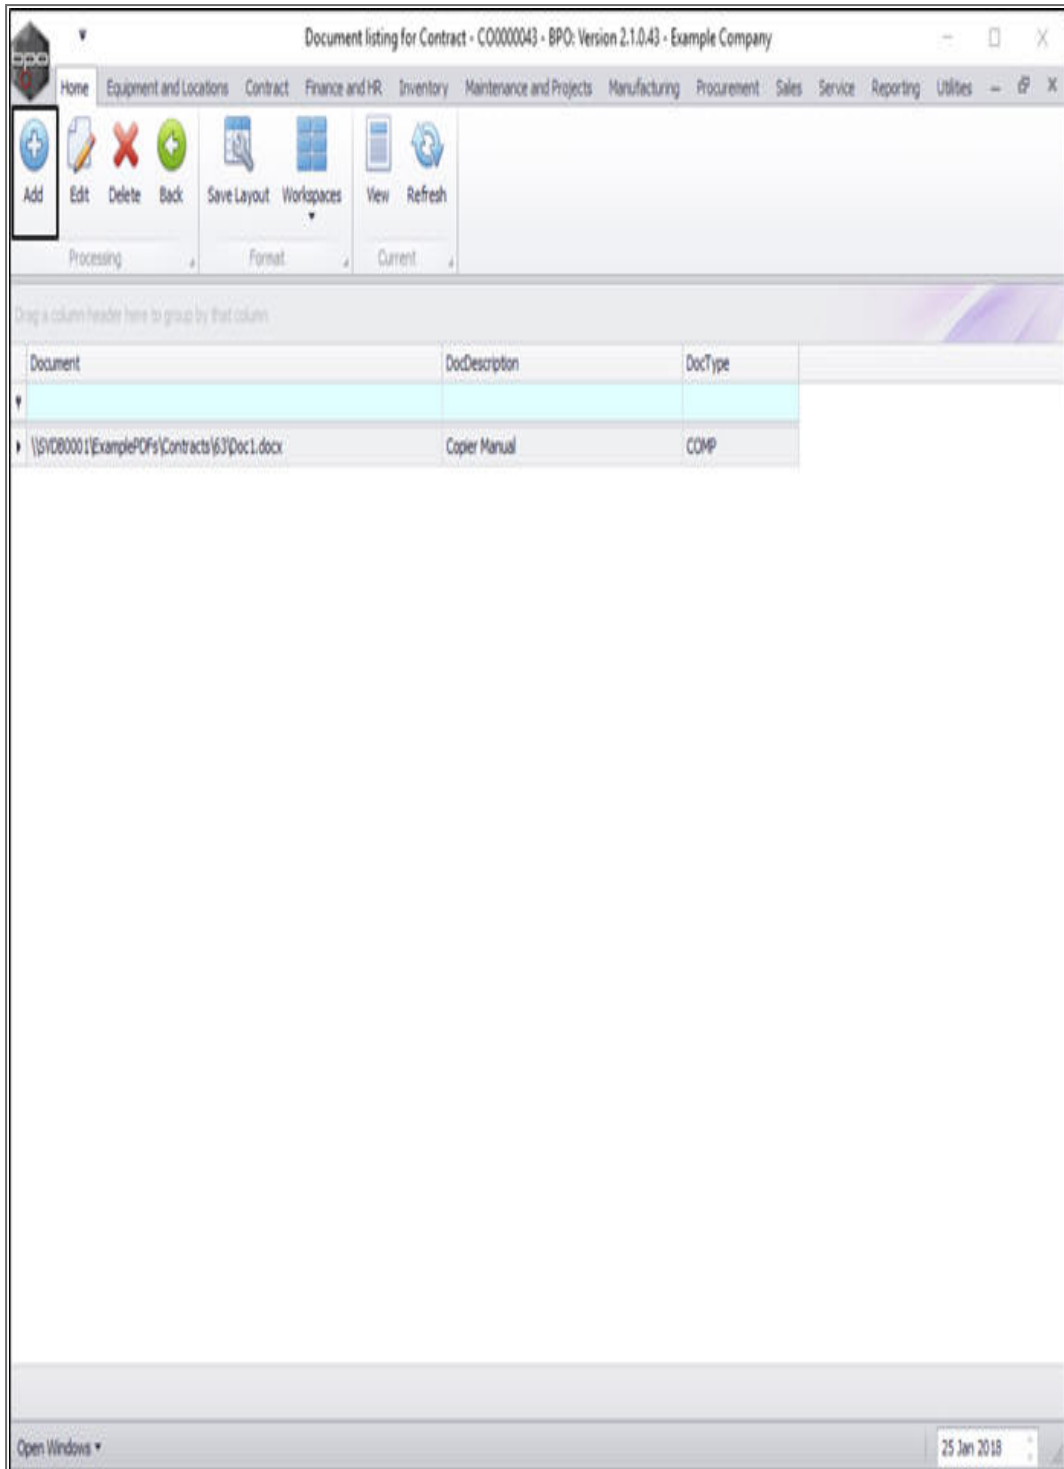 Document listing for Contract - CO0000043 - BPO: Version 2.1.0.43 - Example Company
bpo
Home Equipment and Locations Contract Finance and HR Inventory Maintenance and Projects Manufacturing Procurement Sales Service Reporting Utilities
Add Edit Delete Back Save Layout Workspaces View Refresh
Processing Format Current
Drag a column header here to group by that column
Document DocDescription DocType
\\SVDB0001\ExamplePDFs\Contracts\63\Doc1.docx Copier Manual COMP
Open Windows 25 Jan 2018